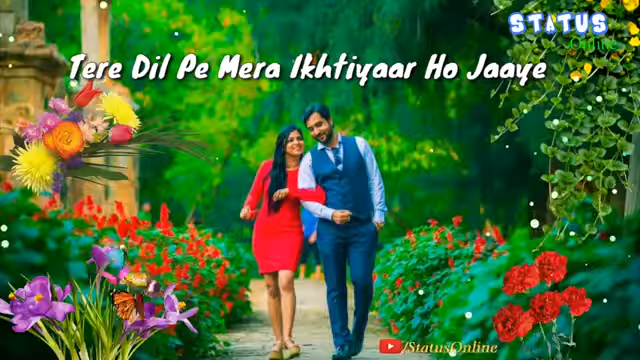 STATUS
Online
Tere Dil Pe Mera Ikhtiyaar Ho Jaaye
/StatusOnline